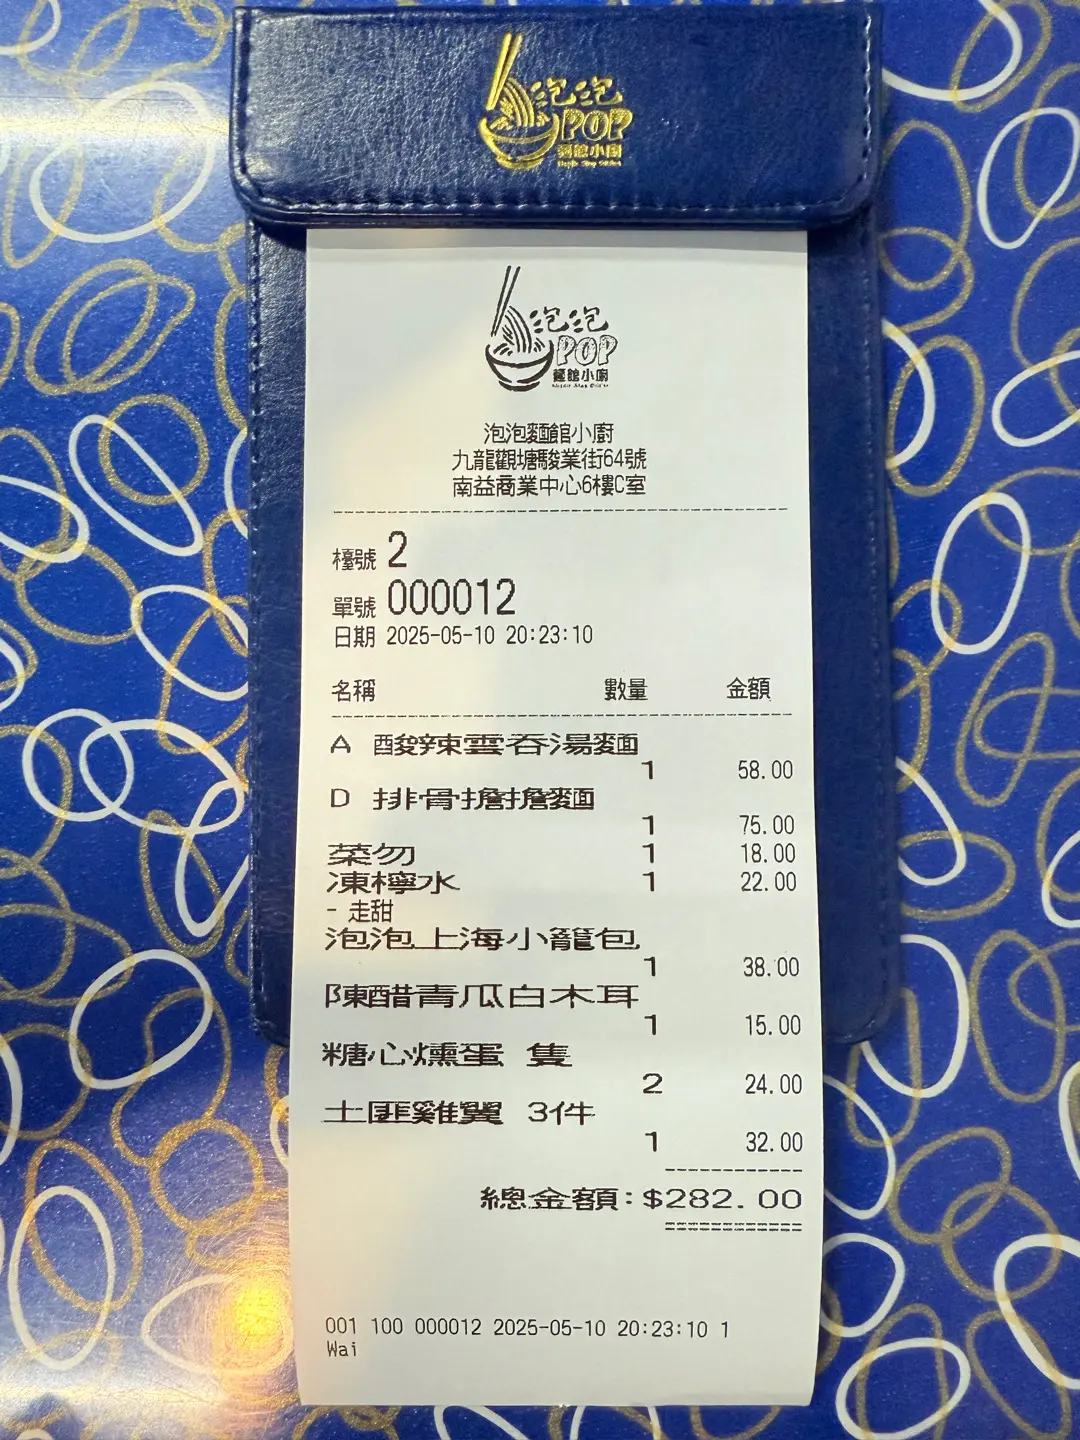 泡泡
POP
麵館小廚
泡泡
POP
麵館小廚
泡泡麵館小廚
九龍觀塘駿業街64號
南益商業中心6樓C室
檯號 2
單號 000012
日期 2025-05-10 20:23:10
名稱 數量 金額
A 酸辣雲吞湯麵
1 58.00
D 排骨擔擔麵
1 75.00
菜勿 1 18.00
凍檸水 1 22.00
- 走甜
泡泡上海小籠包
1 38.00
陳醋青瓜白木耳
1 15.00
糖心燻蛋 隻
2 24.00
土匪雞翼 3件
1 32.00
總金額:$282.00
001 100 000012 2025-05-10 20:23:10 1
Wai